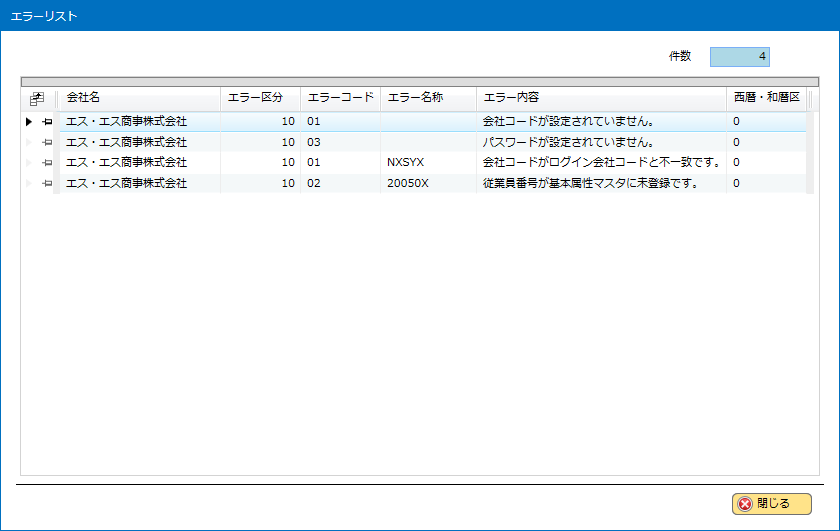 エラーリスト
件数 4
会社名 エラー区分 エラーコード エラー名称 エラー内容 西暦・和暦区
エス・エス商事株式会社 10 01 会社コードが設定されていません。 0
エス・エス商事株式会社 10 03 パスワードが設定されていません。 0
エス・エス商事株式会社 10 01 NXSYX 会社コードがログイン会社コードと不一致です。 0
エス・エス商事株式会社 10 02 20050X 従業員番号が基本属性マスタに未登録です。 0
閉じる